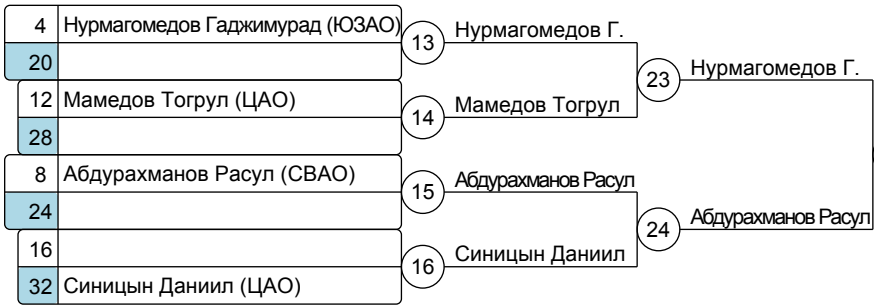 4 Нурмагомедов Гаджимурад (ЮЗАО)
20
13 Нурмагомедов Г.
12 Мамедов Тогрул (ЦАО)
28
14 Мамедов Тогрул
23 Нурмагомедов Г.
8 Абдурахманов Расул (СВАО)
24
15 Абдурахманов Расул
16
32 Синицын Даниил (ЦАО)
16 Синицын Даниил
24 Абдурахманов Расул